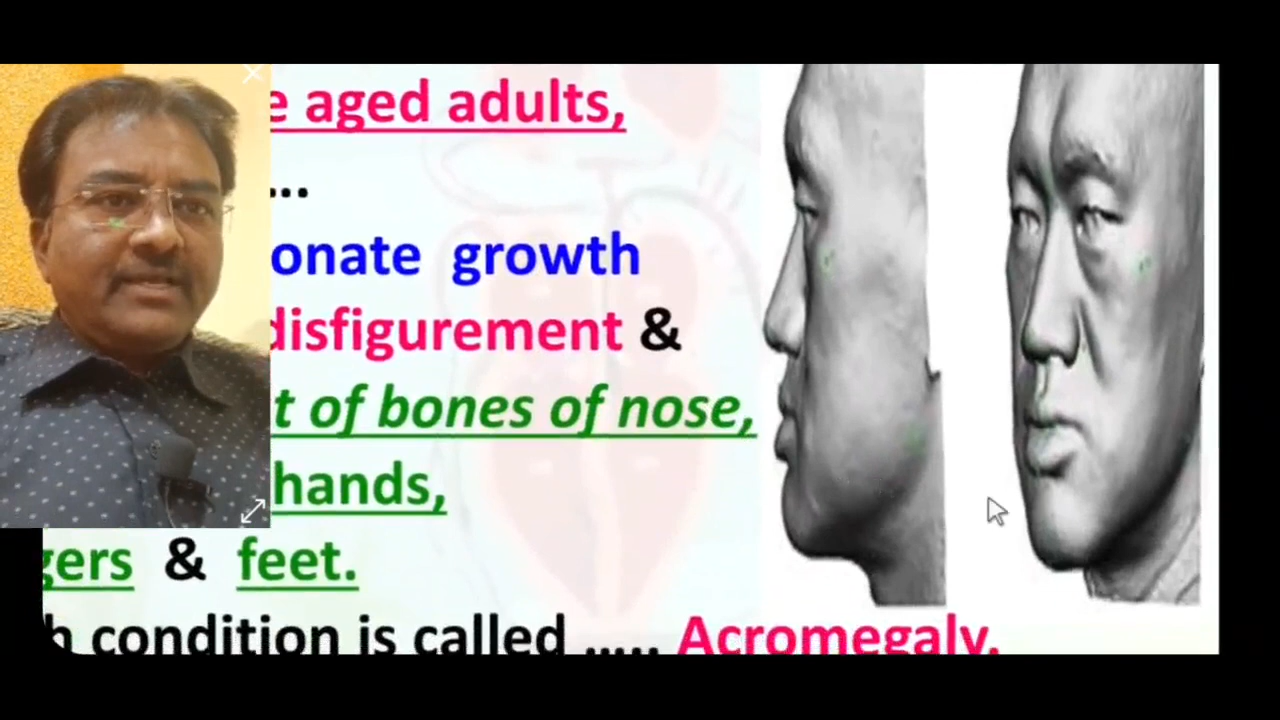 e aged adults,
...
onate growth
disfigurement &
t of bones of nose,
hands,
gers & feet.
h condition is called ..... Acromegaly.